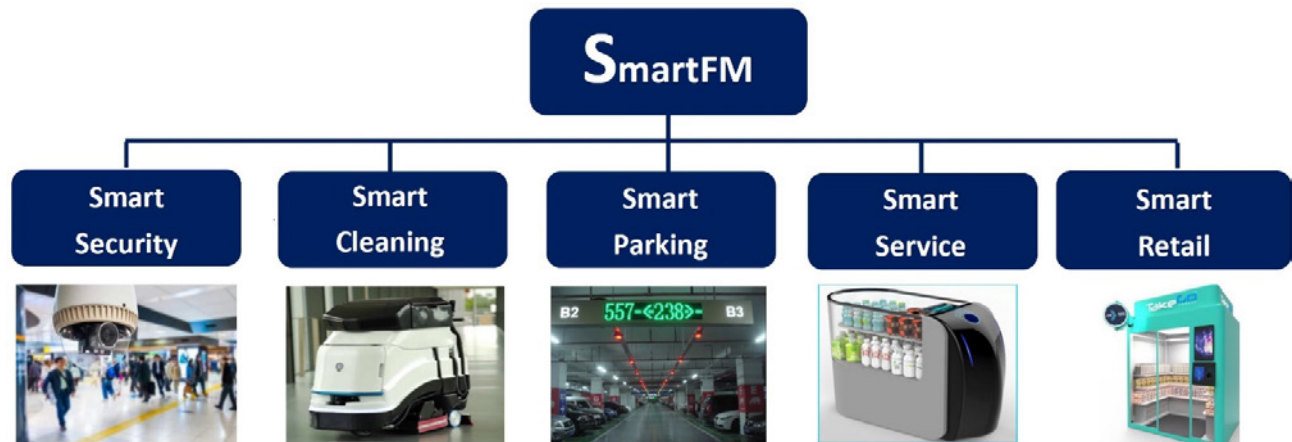 SmartFM
Smart
Security
Smart
Cleaning
Smart
Parking
Smart
Service
Smart
Retail
B2 557 238 B3